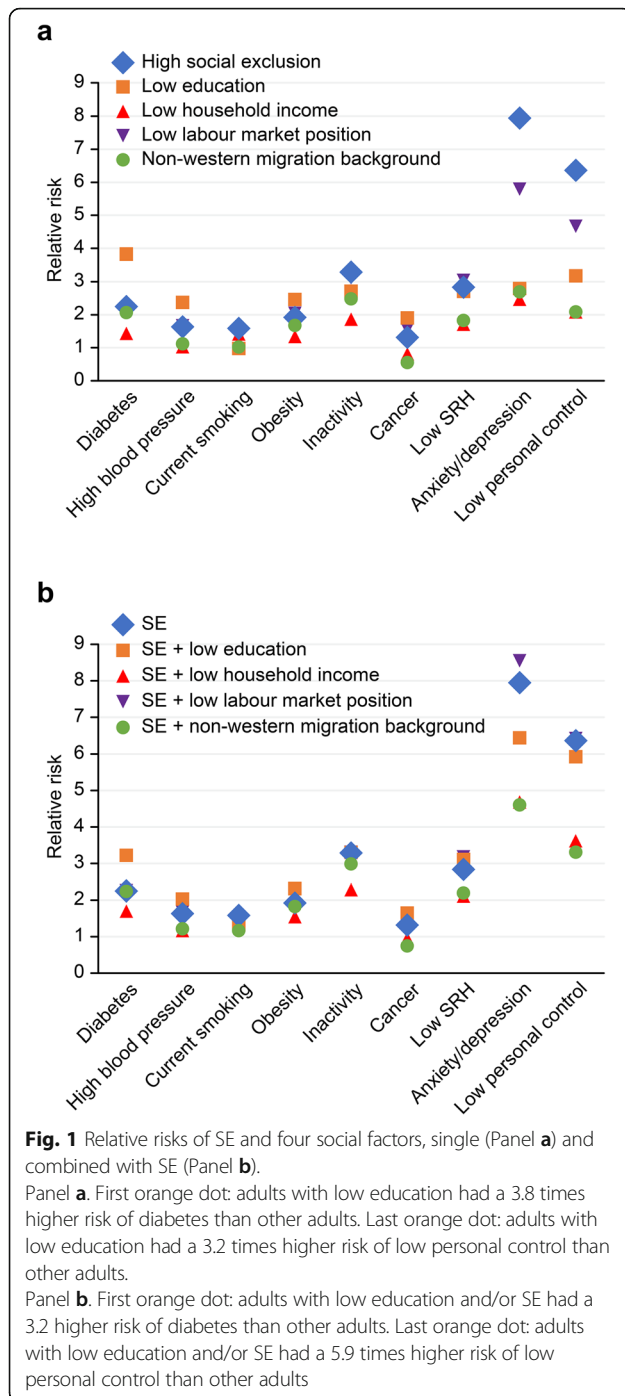 a
High social exclusion
Low education
Low household income
Low labour market position
Non-western migration background
9
8
7
6
5
4
3
2
1
0
Relative risk
Diabetes
High blood pressure
Current smoking
Obesity
Inactivity
Cancer
Low SRH
Anxiety/depression
Low personal control
b
SE
SE + low education
SE + low household income
SE + low labour market position
SE + non-western migration background
9
8
7
6
5
4
3
2
1
0
Relative risk
Diabetes
High blood pressure
Current smoking
Obesity
Inactivity
Cancer
Low SRH
Anxiety/depression
Low personal control
Fig. 1 Relative risks of SE and four social factors, single (Panel a) and
combined with SE (Panel b).
Panel a. First orange dot: adults with low education had a 3.8 times
higher risk of diabetes than other adults. Last orange dot: adults with
low education had a 3.2 times higher risk of low personal control than
other adults.
Panel b. First orange dot: adults with low education and/or SE had a
3.2 higher risk of diabetes than other adults. Last orange dot: adults
with low education and/or SE had a 5.9 times higher risk of low
personal control than other adults